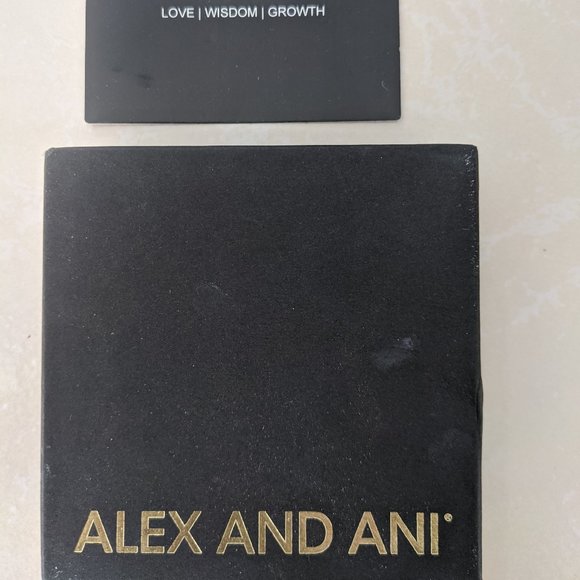 LOVE | WISDOM | GROWTH
ALEX AND ANI®